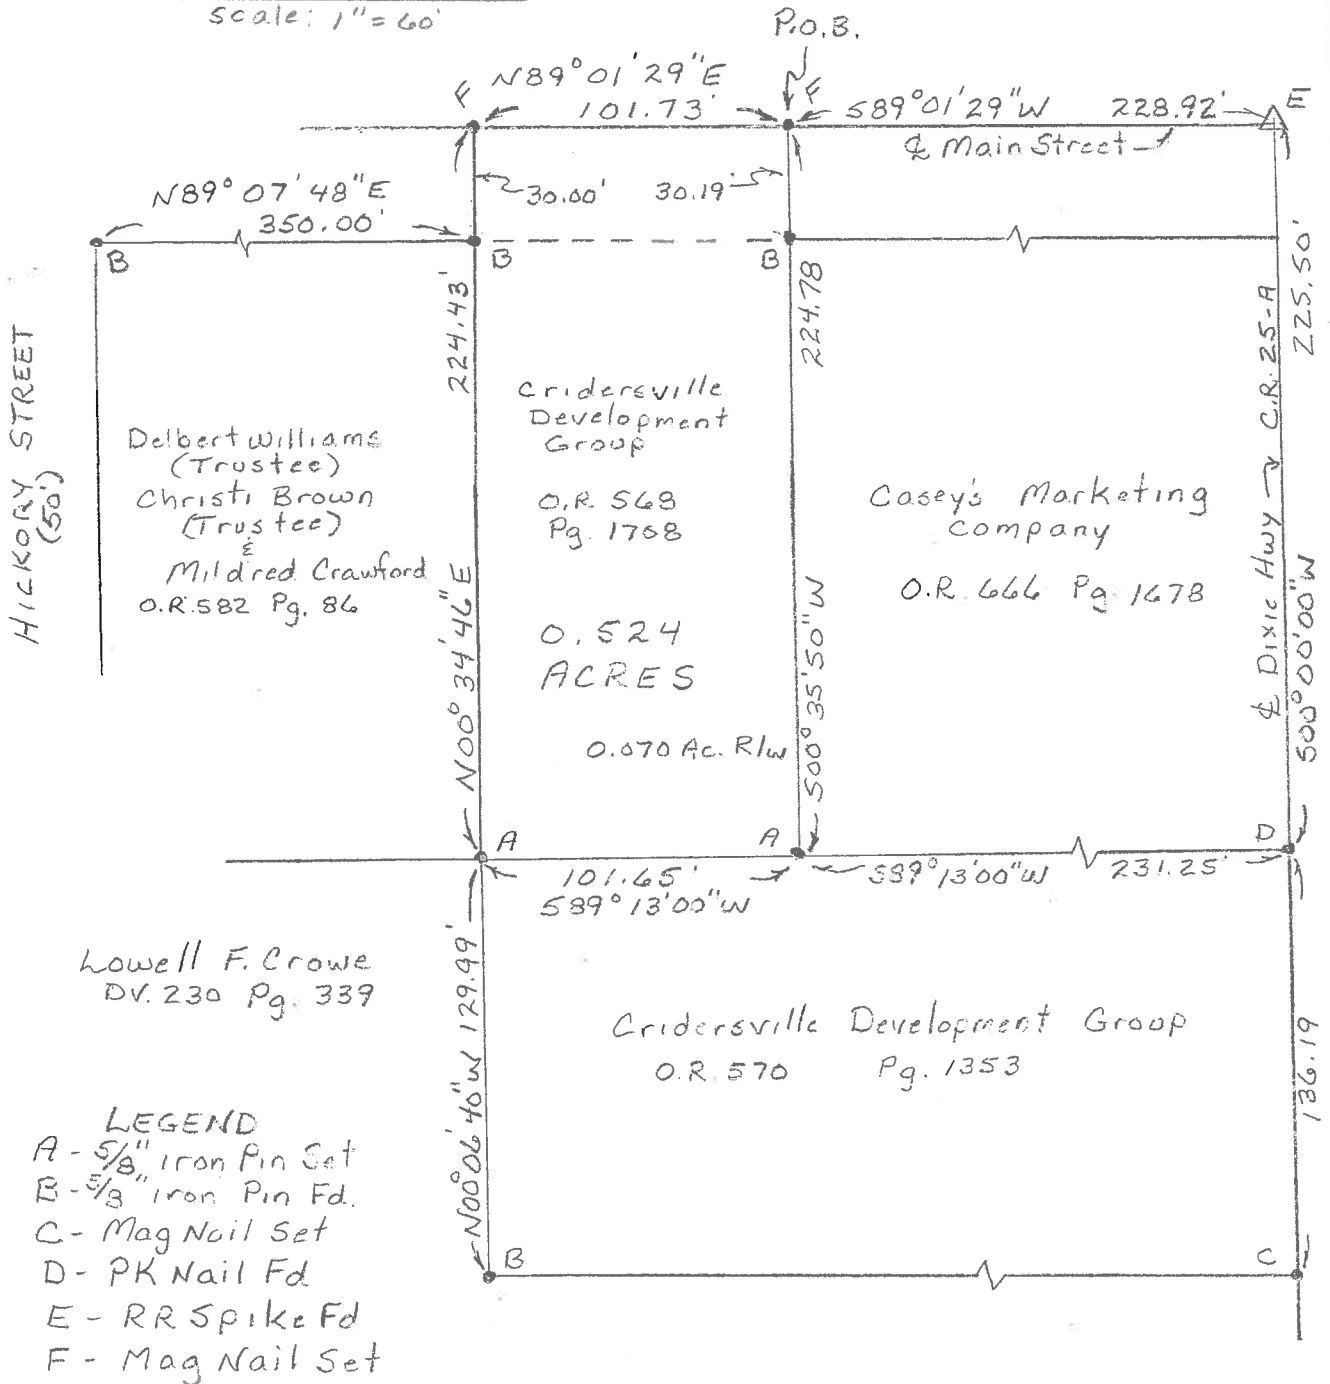 scale: 1"=60'
P.O.B.
N89°01'29"E
101.73'
F
F
S89°01'29"W 228.92'
E
℄ Main Street
30.00' 30.19'
N89°07'48"E
350.00'
B
B
B
HICKORY STREET
(50')
224.43'
N00°34'46"E
224.78
S00°35'50"W
℄ Dixie Hwy → C.R. 25-A
225.50'
S00°00'00"W
Delbert Williams
(Trustee)
Christi Brown
(Trustee)
&
Mildred Crawford
O.R. 582 Pg. 86
Cridersville
Development
Group
O.R. 568
Pg. 1768
0.524
ACRES
0.070 Ac. R/w
Casey's Marketing
Company
O.R. 666 Pg 1678
A
A
D
101.65'
S89°13'00"W
S89°13'00"W 231.25'
N00°06'40"W 129.99'
136.19
Lowell F. Crowe
DV. 230 Pg. 339
Cridersville Development Group
O.R. 570 Pg. 1353
B
C
LEGEND
A - 5/8" iron Pin Set
B - 5/8" iron Pin Fd.
C - Mag Nail Set
D - PK Nail Fd
E - RR Spike Fd
F - Mag Nail Set